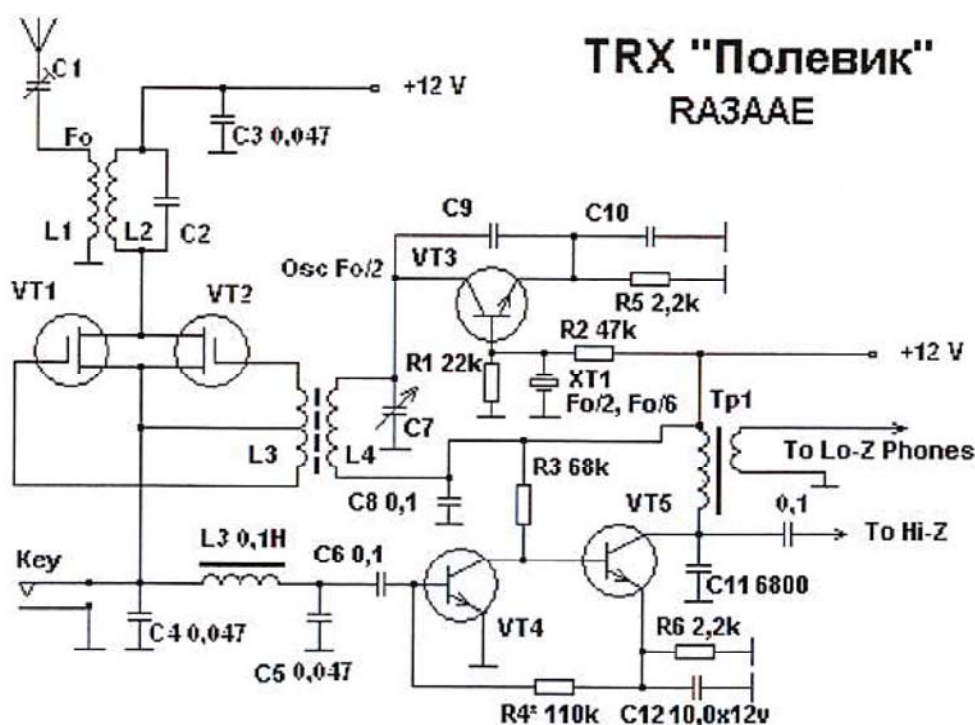 TRX "Полевик"
RA3AAE
C1
+12 V
C3 0,047
Fo
L1
L2
C2
C9
C10
VT3
Osc Fo/2
VT1
VT2
R5 2,2k
R2 47k
R1 22k
+12 V
XT1
Fo/2, Fo/6
Tp1
C7
L3
L4
To Lo-Z Phones
R3 68k
C8 0,1
VT5
0,1
L3 0,1H
C6 0,1
To Hi-Z
Key
C11 6800
C4 0,047
VT4
C5 0,047
R6 2,2k
R4* 110k
C12 10,0x12v